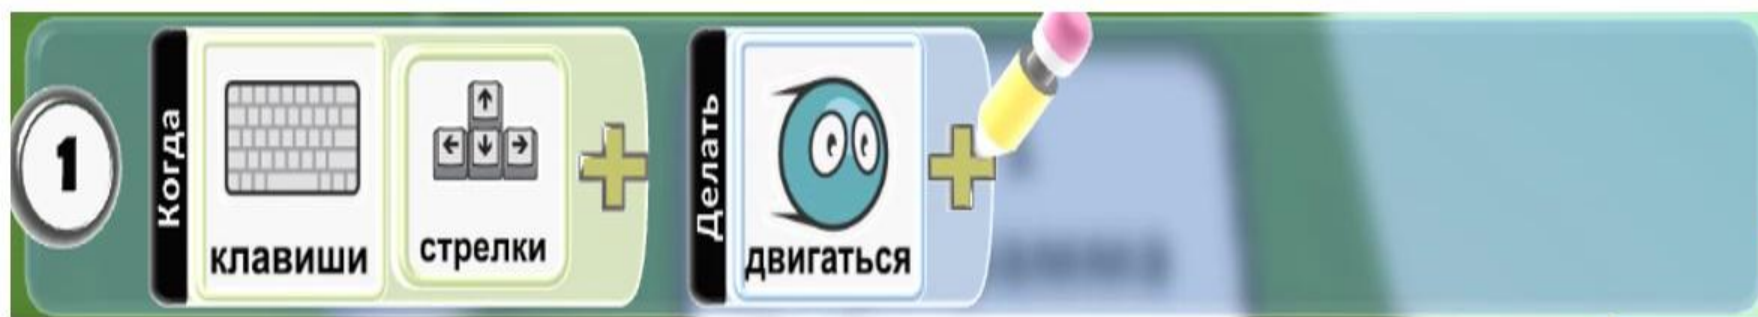 1
Когда
клавиши
стрелки
Делать
двигаться